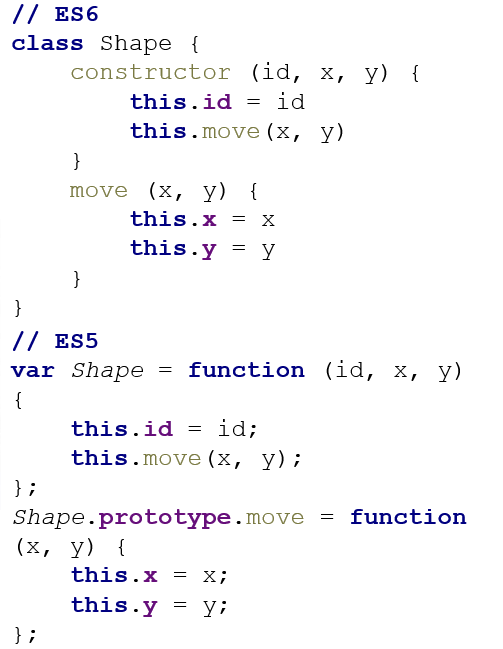 // ES6
class Shape {
    constructor (id, x, y) {
        this.id = id
        this.move(x, y)
    }
    move (x, y) {
        this.x = x
        this.y = y
    }
}
// ES5
var Shape = function (id, x, y)
{
    this.id = id;
    this.move(x, y);
};
Shape.prototype.move = function
(x, y) {
    this.x = x;
    this.y = y;
};